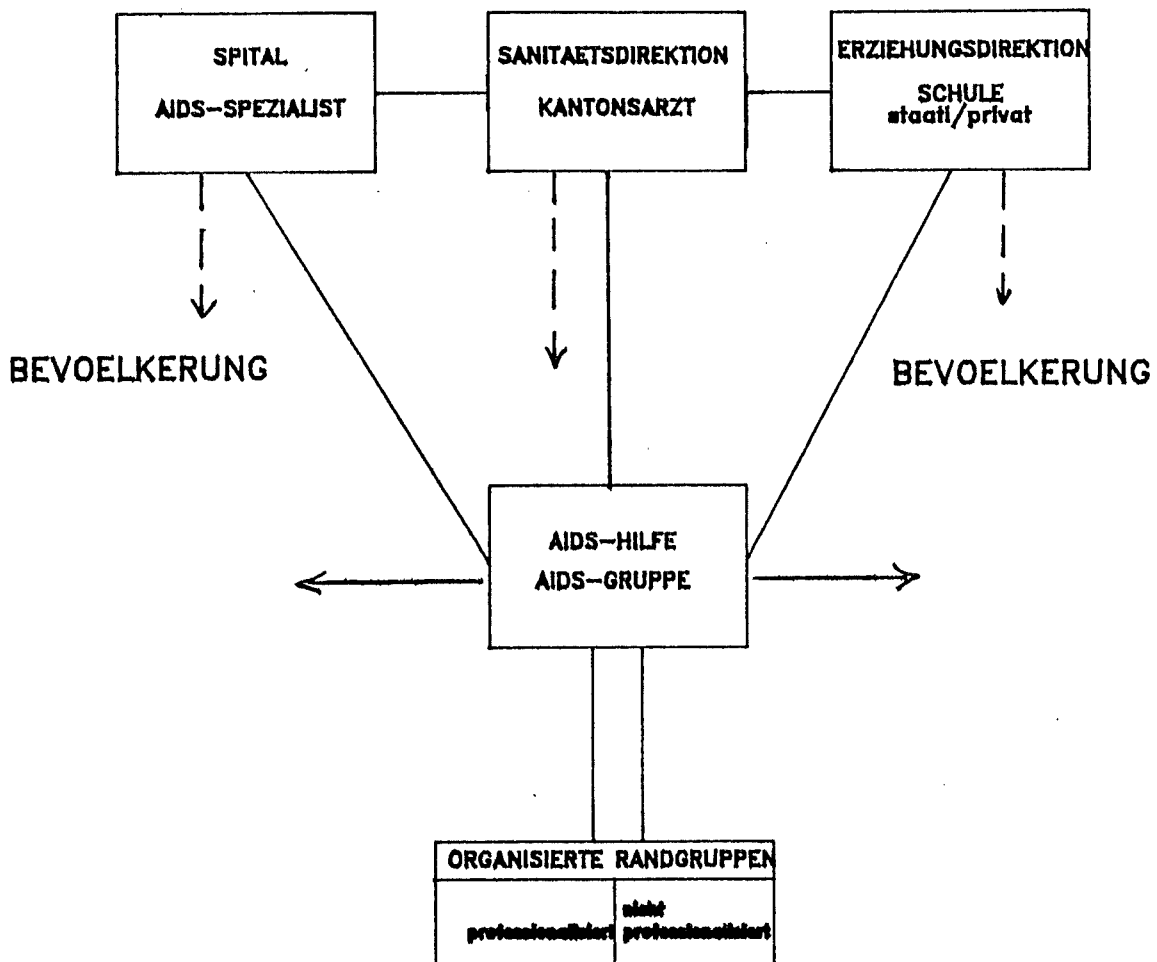 SPITAL
AIDS-SPEZIALIST
SANITAETSDIREKTION
KANTONSARZT
ERZIEHUNGSDIREKTION
SCHULE
staatl/privat
BEVOELKERUNG
BEVOELKERUNG
AIDS-HILFE
AIDS-GRUPPE
ORGANISIERTE RANDGRUPPEN
professionalisiert
nicht
professionalisiert